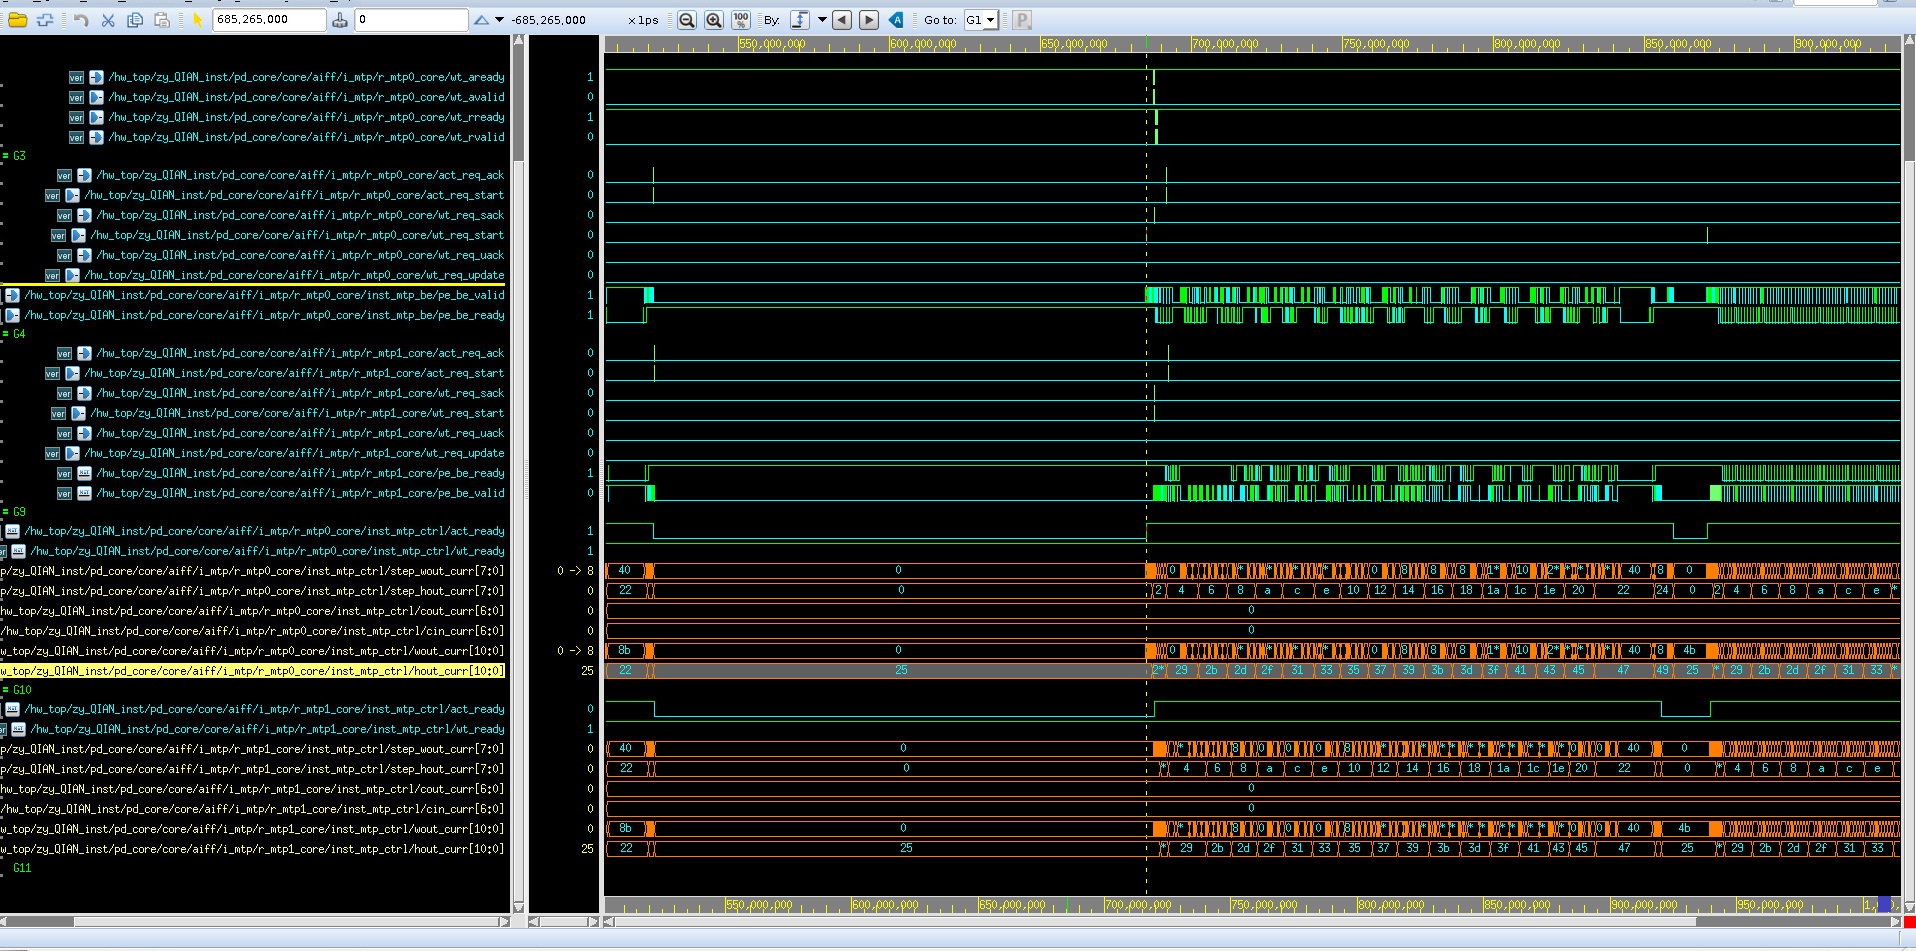 685,265,000 0 -685,265,000 x 1ps 100% By: Go to: G1 P
550,000,000 600,000,000 650,000,000 700,000,000 750,000,000 800,000,000 850,000,000 900,000,000
ver /hw_top/zy_QIAN_inst/pd_core/core/aiff/i_mtp/r_mtp0_core/wt_aready 1
ver /hw_top/zy_QIAN_inst/pd_core/core/aiff/i_mtp/r_mtp0_core/wt_avalid 0
ver /hw_top/zy_QIAN_inst/pd_core/core/aiff/i_mtp/r_mtp0_core/wt_rready 1
ver /hw_top/zy_QIAN_inst/pd_core/core/aiff/i_mtp/r_mtp0_core/wt_rvalid 0
= G3
ver /hw_top/zy_QIAN_inst/pd_core/core/aiff/i_mtp/r_mtp0_core/act_req_ack 0
ver /hw_top/zy_QIAN_inst/pd_core/core/aiff/i_mtp/r_mtp0_core/act_req_start 0
ver /hw_top/zy_QIAN_inst/pd_core/core/aiff/i_mtp/r_mtp0_core/wt_req_sack 0
ver /hw_top/zy_QIAN_inst/pd_core/core/aiff/i_mtp/r_mtp0_core/wt_req_start 0
ver /hw_top/zy_QIAN_inst/pd_core/core/aiff/i_mtp/r_mtp0_core/wt_req_uack 0
ver /hw_top/zy_QIAN_inst/pd_core/core/aiff/i_mtp/r_mtp0_core/wt_req_update 0
/hw_top/zy_QIAN_inst/pd_core/core/aiff/i_mtp/r_mtp0_core/inst_mtp_be/pe_be_valid 1
/hw_top/zy_QIAN_inst/pd_core/core/aiff/i_mtp/r_mtp0_core/inst_mtp_be/pe_be_ready 1
= G4
ver /hw_top/zy_QIAN_inst/pd_core/core/aiff/i_mtp/r_mtp1_core/act_req_ack 0
ver /hw_top/zy_QIAN_inst/pd_core/core/aiff/i_mtp/r_mtp1_core/act_req_start 0
ver /hw_top/zy_QIAN_inst/pd_core/core/aiff/i_mtp/r_mtp1_core/wt_req_sack 0
ver /hw_top/zy_QIAN_inst/pd_core/core/aiff/i_mtp/r_mtp1_core/wt_req_start 0
ver /hw_top/zy_QIAN_inst/pd_core/core/aiff/i_mtp/r_mtp1_core/wt_req_uack 0
ver /hw_top/zy_QIAN_inst/pd_core/core/aiff/i_mtp/r_mtp1_core/wt_req_update 0
ver /hw_top/zy_QIAN_inst/pd_core/core/aiff/i_mtp/r_mtp1_core/pe_be_ready 1
ver /hw_top/zy_QIAN_inst/pd_core/core/aiff/i_mtp/r_mtp1_core/pe_be_valid 0
= G9
/hw_top/zy_QIAN_inst/pd_core/core/aiff/i_mtp/r_mtp0_core/inst_mtp_ctrl/act_ready 1
/hw_top/zy_QIAN_inst/pd_core/core/aiff/i_mtp/r_mtp0_core/inst_mtp_ctrl/wt_ready 1
p/zy_QIAN_inst/pd_core/core/aiff/i_mtp/r_mtp0_core/inst_mtp_ctrl/step_wout_curr[7:0] 0 -> 8 40 0 0 * * * * 0 8 8 8 1* 10 2* * * 40 8 0
p/zy_QIAN_inst/pd_core/core/aiff/i_mtp/r_mtp0_core/inst_mtp_ctrl/step_hout_curr[7:0] 0 22 0 2 4 6 8 a c e 10 12 14 16 18 1a 1c 1e 20 22 24 0 2 4 6 8 a c e *
hw_top/zy_QIAN_inst/pd_core/core/aiff/i_mtp/r_mtp0_core/inst_mtp_ctrl/cout_curr[6:0] 0 0
/hw_top/zy_QIAN_inst/pd_core/core/aiff/i_mtp/r_mtp0_core/inst_mtp_ctrl/cin_curr[6:0] 0 0
w_top/zy_QIAN_inst/pd_core/core/aiff/i_mtp/r_mtp0_core/inst_mtp_ctrl/wout_curr[10:0] 0 -> 8 8b 0 0 * * * * 0 8 8 8 1* 10 2* * * 40 8 4b
w_top/zy_QIAN_inst/pd_core/core/aiff/i_mtp/r_mtp0_core/inst_mtp_ctrl/hout_curr[10:0] 25 22 25 2* 29 2b 2d 2f 31 33 35 37 39 3b 3d 3f 41 43 45 47 49 25 * 29 2b 2d 2f 31 33 *
= G10
/hw_top/zy_QIAN_inst/pd_core/core/aiff/i_mtp/r_mtp1_core/inst_mtp_ctrl/act_ready 0
/hw_top/zy_QIAN_inst/pd_core/core/aiff/i_mtp/r_mtp1_core/inst_mtp_ctrl/wt_ready 1
p/zy_QIAN_inst/pd_core/core/aiff/i_mtp/r_mtp1_core/inst_mtp_ctrl/step_wout_curr[7:0] 0 40 0 * 8 0 0 0 8 * * * * * * * * * 0 0 40 0
p/zy_QIAN_inst/pd_core/core/aiff/i_mtp/r_mtp1_core/inst_mtp_ctrl/step_hout_curr[7:0] 0 22 0 * 4 6 8 a c e 10 12 14 16 18 1a 1c 1e 20 22 0 * 4 6 8 a c e
hw_top/zy_QIAN_inst/pd_core/core/aiff/i_mtp/r_mtp1_core/inst_mtp_ctrl/cout_curr[6:0] 0 0
/hw_top/zy_QIAN_inst/pd_core/core/aiff/i_mtp/r_mtp1_core/inst_mtp_ctrl/cin_curr[6:0] 0 0
w_top/zy_QIAN_inst/pd_core/core/aiff/i_mtp/r_mtp1_core/inst_mtp_ctrl/wout_curr[10:0] 0 8b 0 * 8 0 0 0 8 * * * * * * * * * 0 0 40 4b
w_top/zy_QIAN_inst/pd_core/core/aiff/i_mtp/r_mtp1_core/inst_mtp_ctrl/hout_curr[10:0] 25 22 25 * 29 2b 2d 2f 31 33 35 37 39 3b 3d 3f 41 43 45 47 25 * 29 2b 2d 2f 31 33
G11
550,000,000 600,000,000 650,000,000 700,000,000 750,000,000 800,000,000 850,000,000 900,000,000 950,000,000